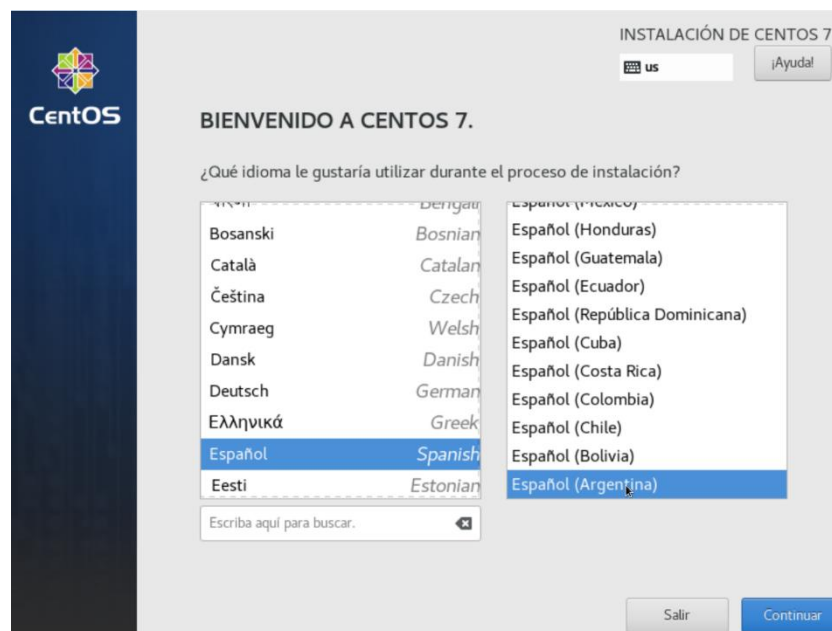 INSTALACIÓN DE CENTOS 7
us
¡Ayuda!
CentOS
BIENVENIDO A CENTOS 7.
¿Qué idioma le gustaría utilizar durante el proceso de instalación?
Bengali
Bosanski Bosnian
Català Catalan
Čeština Czech
Cymraeg Welsh
Dansk Danish
Deutsch German
Ελληνικά Greek
Español Spanish
Eesti Estonian
Español (México)
Español (Honduras)
Español (Guatemala)
Español (Ecuador)
Español (República Dominicana)
Español (Cuba)
Español (Costa Rica)
Español (Colombia)
Español (Chile)
Español (Bolivia)
Español (Argentina)
Escriba aquí para buscar.
Salir
Continuar